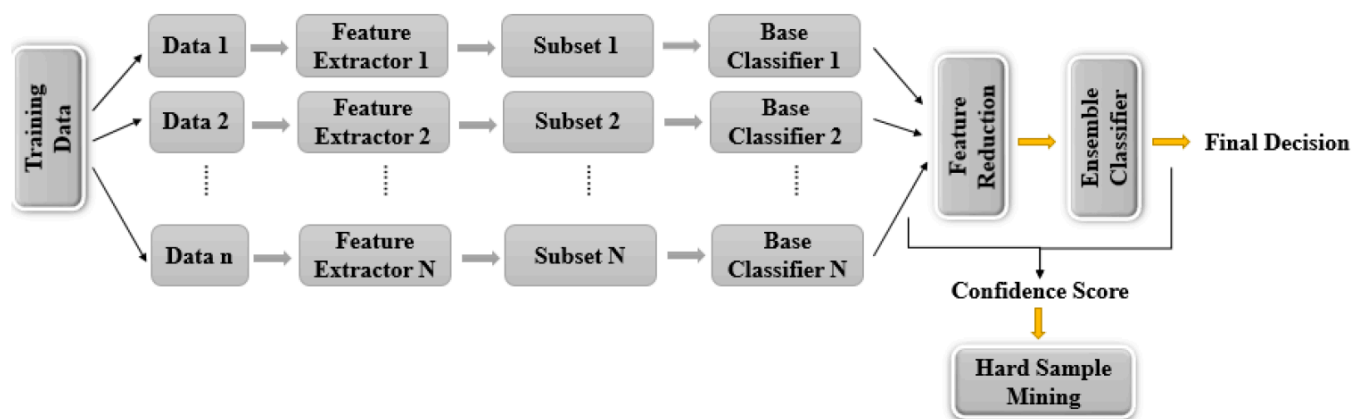 Training
Data
Data 1
Feature
Extractor 1
Subset 1
Base
Classifier 1
Data 2
Feature
Extractor 2
Subset 2
Base
Classifier 2
Data n
Feature
Extractor N
Subset N
Base
Classifier N
Feature
Reduction
Ensemble
Classifier
Final Decision
Confidence Score
Hard Sample
Mining